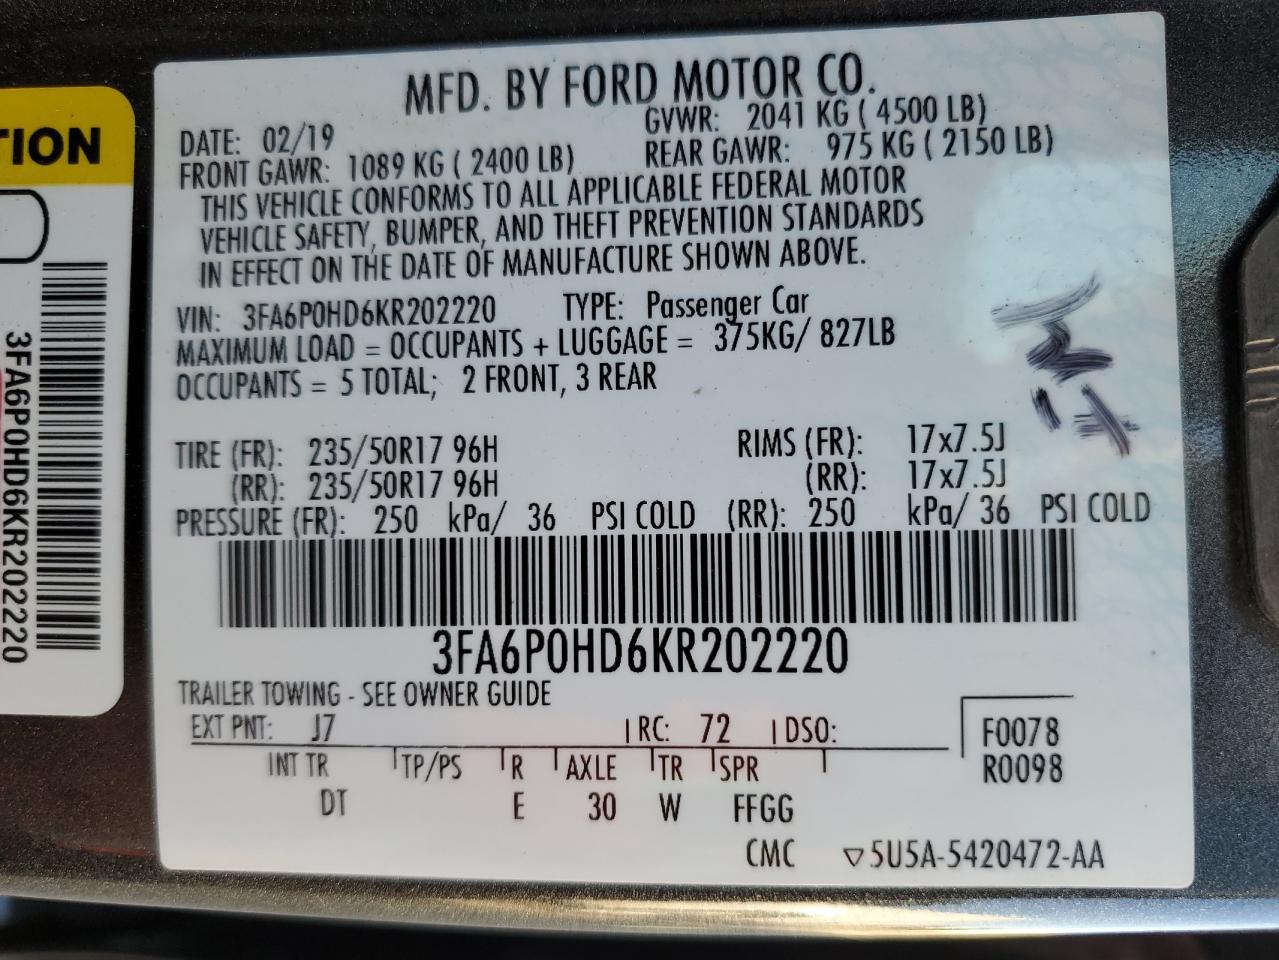 MFD. BY FORD MOTOR CO.
DATE: 02/19 GVWR: 2041 KG ( 4500 LB)
FRONT GAWR: 1089 KG ( 2400 LB) REAR GAWR: 975 KG ( 2150 LB)
THIS VEHICLE CONFORMS TO ALL APPLICABLE FEDERAL MOTOR
VEHICLE SAFETY, BUMPER, AND THEFT PREVENTION STANDARDS
IN EFFECT ON THE DATE OF MANUFACTURE SHOWN ABOVE.
VIN: 3FA6P0HD6KR202220 TYPE: Passenger Car
MAXIMUM LOAD = OCCUPANTS + LUGGAGE = 375KG/ 827LB
OCCUPANTS = 5 TOTAL; 2 FRONT, 3 REAR
TIRE (FR): 235/50R17 96H RIMS (FR): 17x7.5J
(RR): 235/50R17 96H (RR): 17x7.5J
PRESSURE (FR): 250 kPa/ 36 PSI COLD (RR): 250 kPa/ 36 PSI COLD
3FA6P0HD6KR202220
TRAILER TOWING - SEE OWNER GUIDE
EXT PNT: J7 RC: 72 DSO: F0078
R0098
INT TR TP/PS R AXLE TR SPR
DT E 30 W FFGG
CMC ▽5U5A-5420472-AA
TION
3FA6P0HD6KR202220